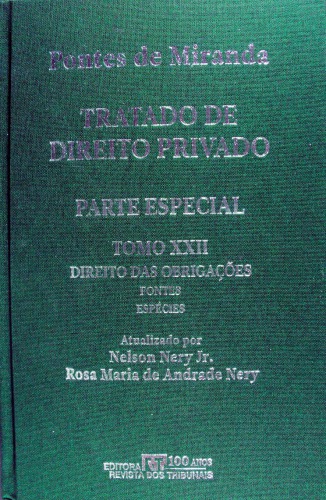 Pontes de Miranda
TRATADO DE
DIREITO PRIVADO
PARTE ESPECIAL
TOMO XXII
DIREITO DAS OBRIGAÇÕES
FONTES
ESPÉCIES
Atualizado por
Nelson Nery Jr.
Rosa Maria de Andrade Nery
EDITORA RT 100 ANOS
REVISTA DOS TRIBUNAIS